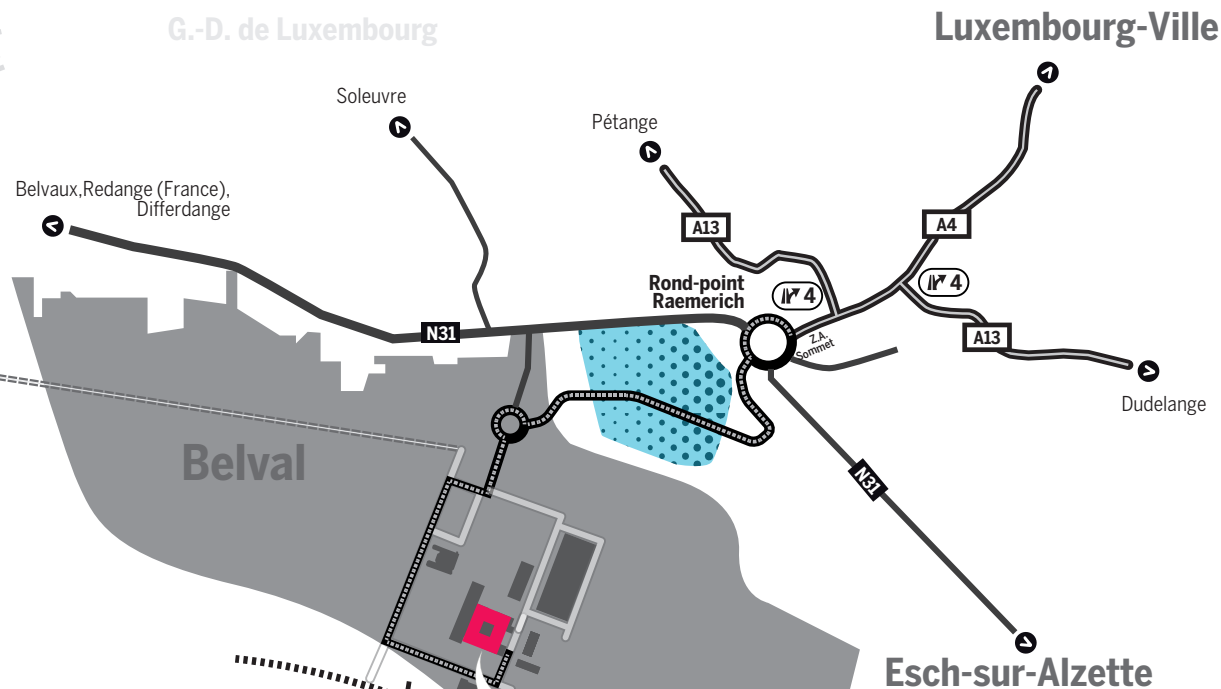 G.-D. de Luxembourg
Luxembourg-Ville
Soleuvre
Pétange
Belvaux,Redange (France),
Differdange
A13
A4
Rond-point
Raemerich
4
4
N31
Z.A.
Sommet
A13
Dudelange
Belval
N31
Esch-sur-Alzette